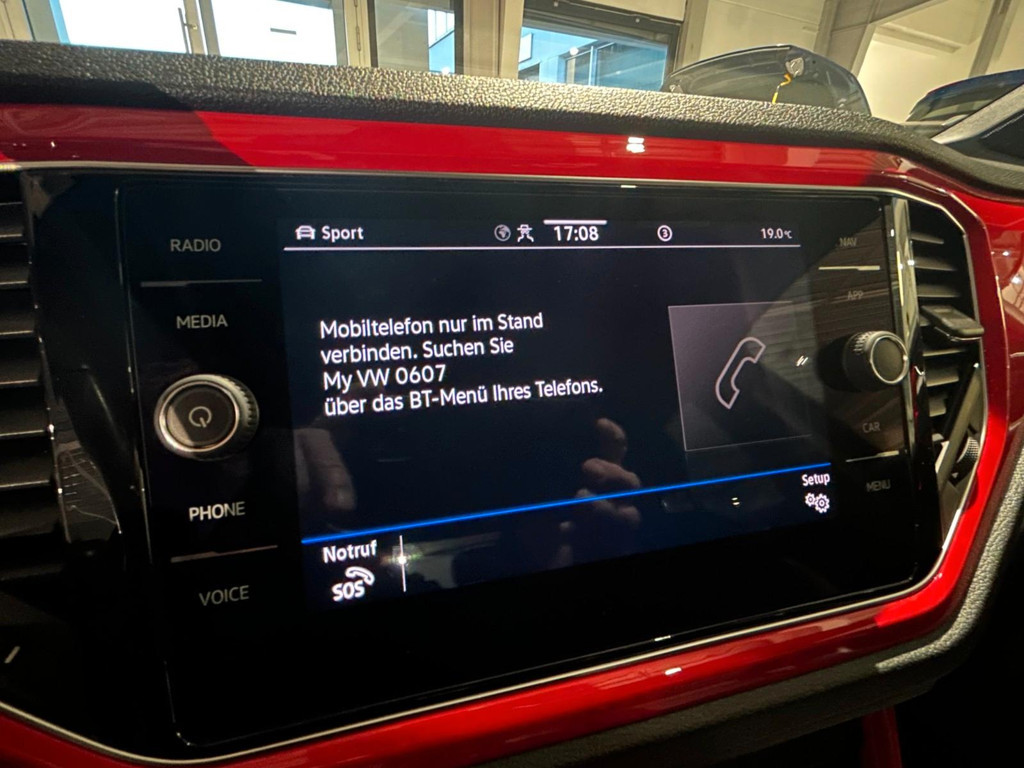 RADIO
MEDIA
PHONE
VOICE
Sport
17:08
3
19.0°C
Mobiltelefon nur im Stand
verbinden. Suchen Sie
My VW 0607
über das BT-Menü Ihres Telefons.
Notruf
SOS
Setup
NAV
APP
CAR
MENU